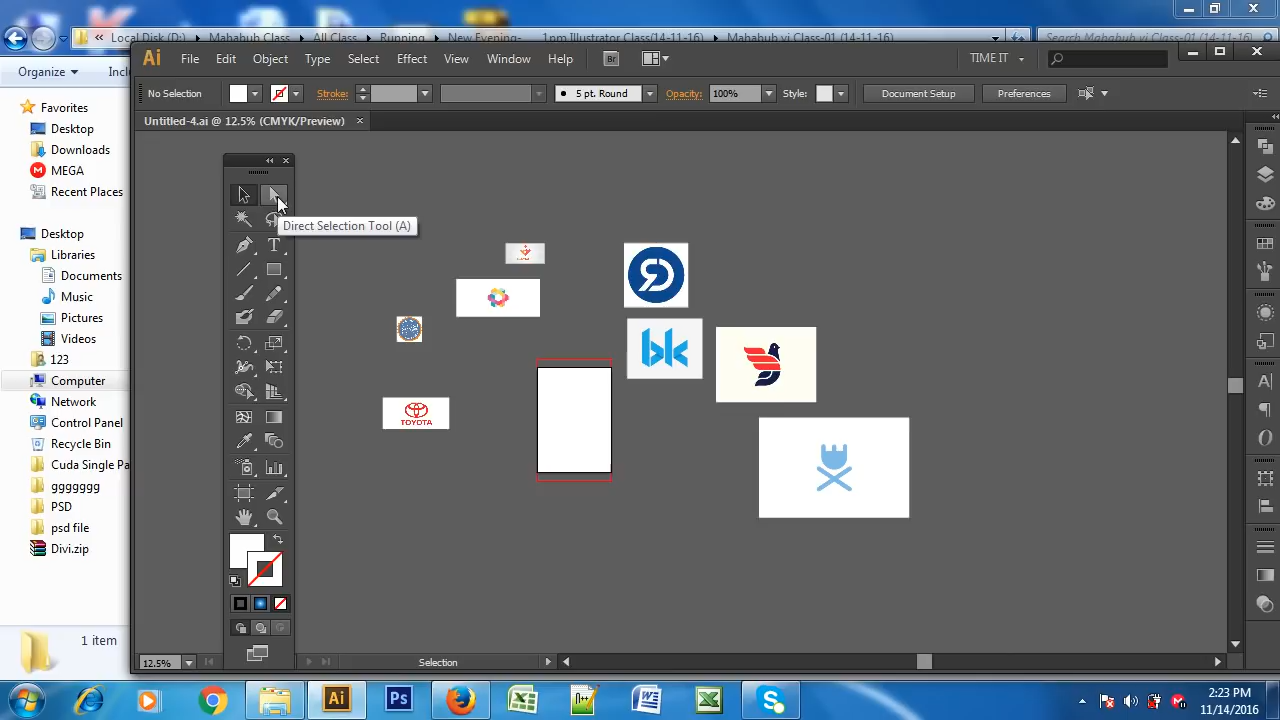 Local Disk (D:)
Mahabub Class
All Class
Running
New Evening-
1pm Illustrator Class(14-11-16)
Mahabub vi Class-01 (14-11-16)
Search Mahabub vi Class-01 (14-11-16)
Organize
Inclu
Ai
File
Edit
Object
Type
Select
Effect
View
Window
Help
Br
TIME IT
No Selection
Stroke:
5 pt. Round
Opacity:
100%
Style:
Document Setup
Preferences
Untitled-4.ai @ 12.5% (CMYK/Preview)
Favorites
Desktop
Downloads
MEGA
Recent Places
Desktop
Libraries
Documents
Music
Pictures
Videos
123
Computer
Network
Control Panel
Recycle Bin
Cuda Single Pa
ggggggg
PSD
psd file
Divi.zip
1 item
Direct Selection Tool (A)
bk
TOYOTA
12.5%
Selection
Ai
Ps
2:23 PM
11/14/2016